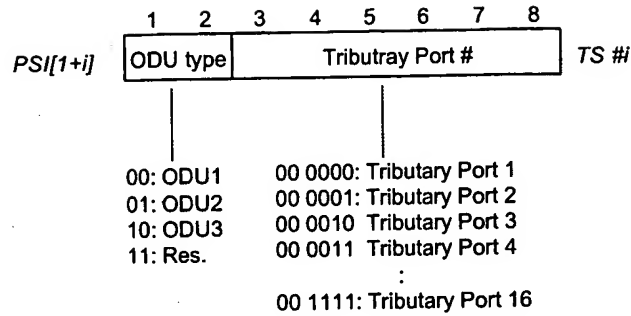 1 2 3 4 5 6 7 8
PSI[1+i] ODU type Tributray Port # TS #i
00: ODU1 00 0000: Tributary Port 1
01: ODU2 00 0001: Tributary Port 2
10: ODU3 00 0010 Tributary Port 3
11: Res. 00 0011 Tributary Port 4
:
00 1111: Tributary Port 16